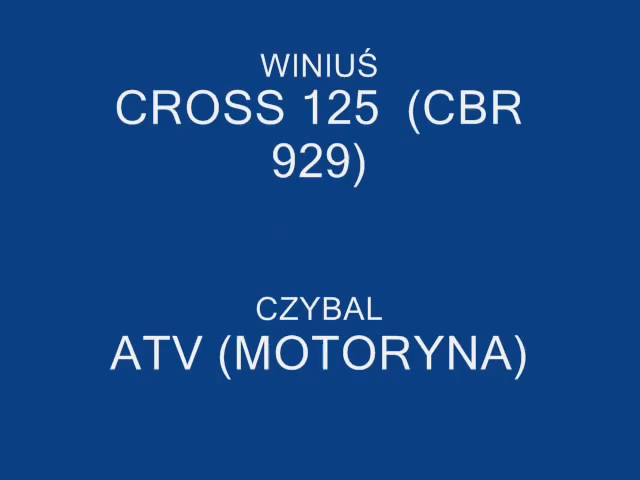 WINIUŚ
CROSS 125 (CBR
929)
CZYBAL
ATV (MOTORYNA)